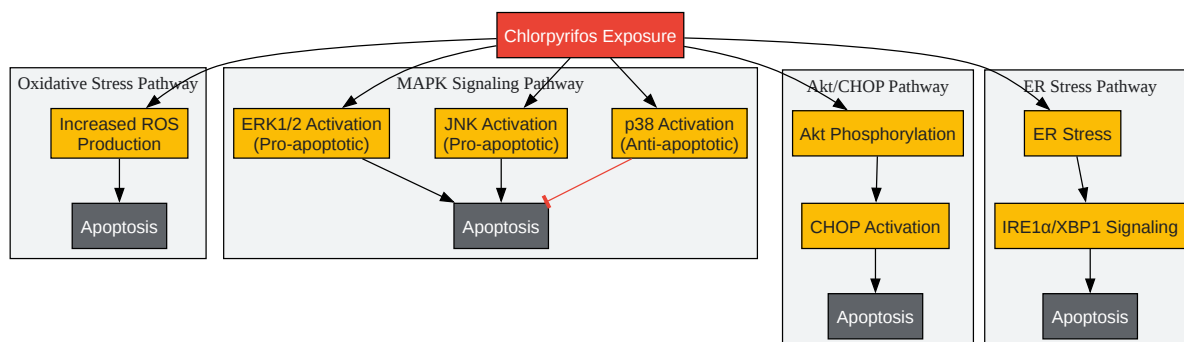 Chlorpyrifos Exposure
Oxidative Stress Pathway
Increased ROS
Production
Apoptosis
MAPK Signaling Pathway
ERK1/2 Activation
(Pro-apoptotic)
JNK Activation
(Pro-apoptotic)
p38 Activation
(Anti-apoptotic)
Apoptosis
Akt/CHOP Pathway
Akt Phosphorylation
CHOP Activation
Apoptosis
ER Stress Pathway
ER Stress
IRE1α/XBP1 Signaling
Apoptosis